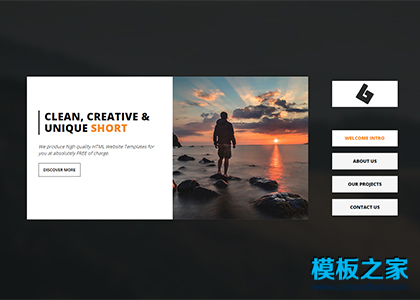 CLEAN, CREATIVE &
UNIQUE SHORT
We produce high quality HTML Website Templates for
you at absolutely FREE of charge.
DISCOVER MORE
WELCOME INTRO
ABOUT US
OUR PROJECTS
CONTACT US
模板之家